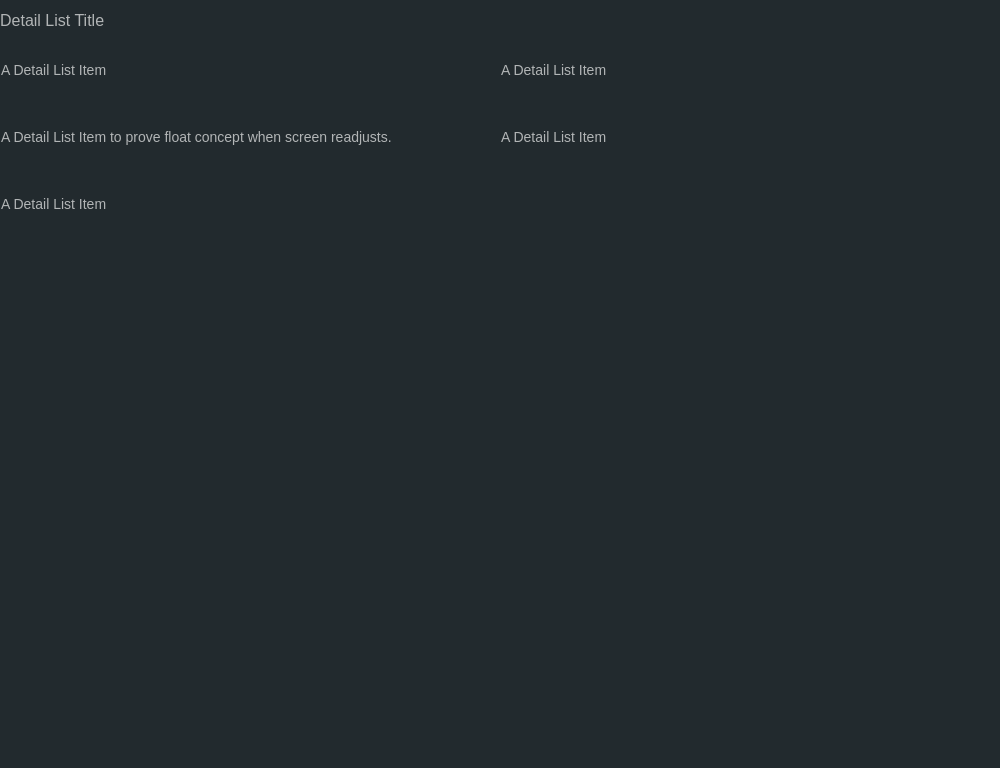 Detail List Title
A Detail List Item
A Detail List Item
A Detail List Item to prove float concept when screen readjusts.
A Detail List Item
A Detail List Item